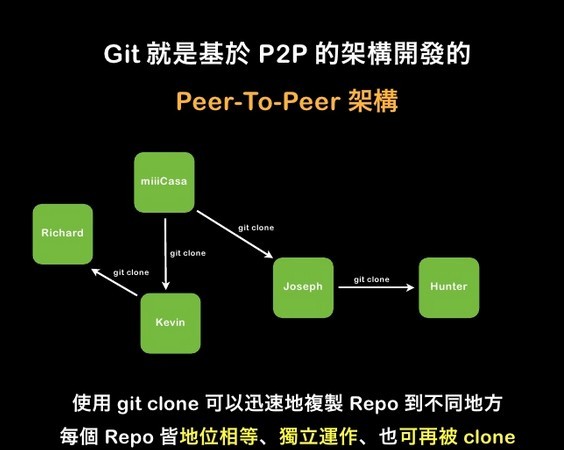 Git 就是基於 P2P 的架構開發的
Peer-To-Peer 架構
miiiCasa
Richard
git clone
git clone
git clone
Joseph
git clone
Hunter
Kevin
使用 git clone 可以迅速地複製 Repo 到不同地方
每個 Repo 皆地位相等、獨立運作、也可再被 clone